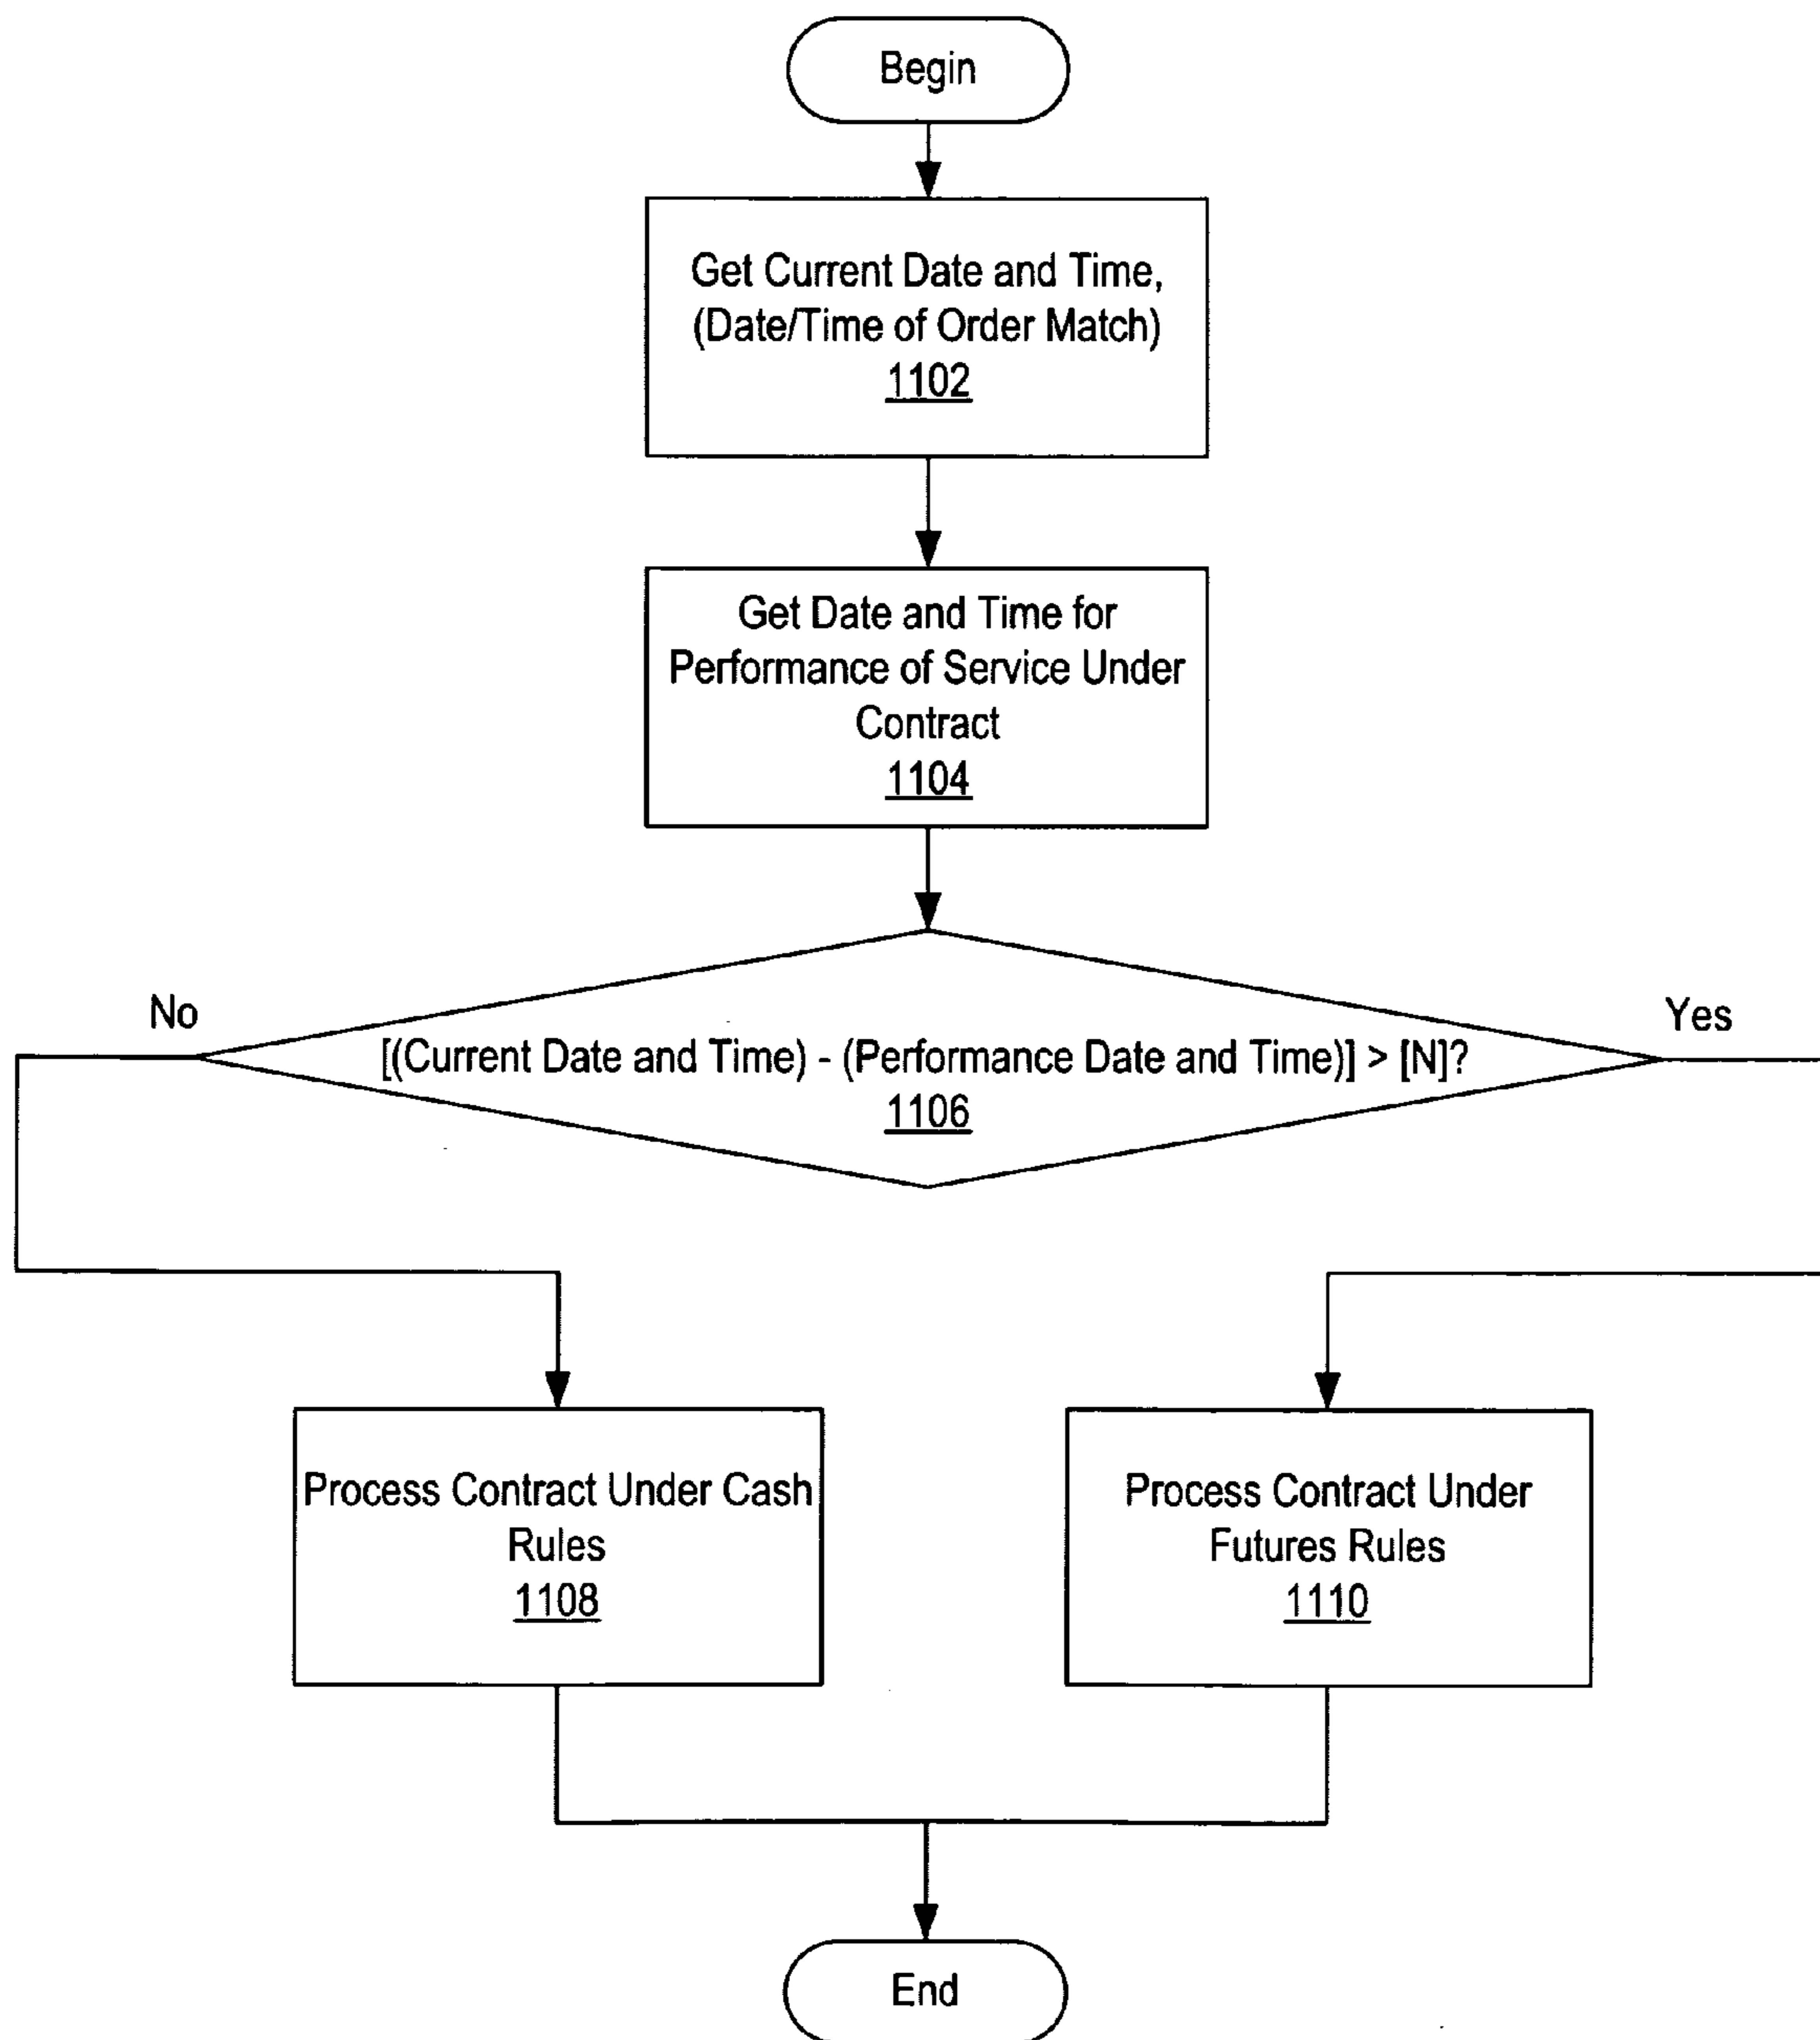 Begin
Get Current Date and Time,
(Date/Time of Order Match)
1102
Get Date and Time for
Performance of Service Under
Contract
1104
No
Yes
[(Current Date and Time) - (Performance Date and Time)] > [N]?
1106
Process Contract Under Cash
Rules
1108
Process Contract Under
Futures Rules
1110
End